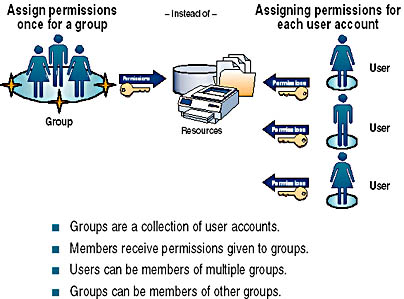 Assign permissions
once for a group
– Instead of –
Assigning permissions for
each user account
Permissions
Group
Resources
Permissions
User
Permissions
User
Permissions
User
Groups are a collection of user accounts.
Members receive permissions given to groups.
Users can be members of multiple groups.
Groups can be members of other groups.